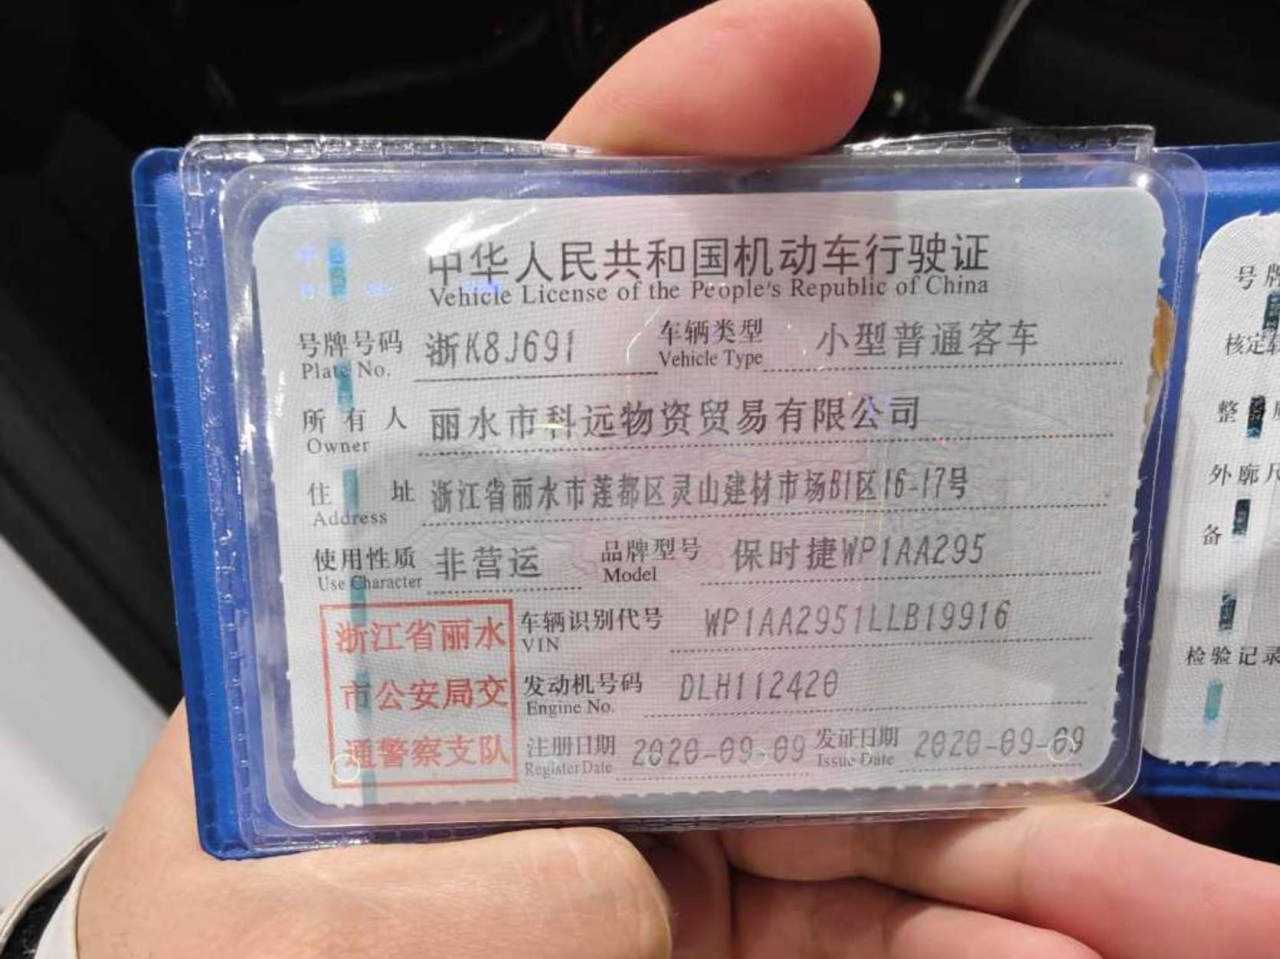 中华人民共和国机动车行驶证
Vehicle License of the People's Republic of China
号牌号码 浙K8J691 车辆类型 小型普通客车
Plate No. Vehicle Type
所有人 丽水市科远物资贸易有限公司
Owner
住址 浙江省丽水市莲都区灵山建材市场B1区16-17号
Address
使用性质 非营运 品牌型号 保时捷WP1AA295
Use Character Model
浙江省丽水
市公安局交
通警察支队
车辆识别代号 WP1AA2951LLB19916
VIN
发动机号码 DLH112420
Engine No.
注册日期 2020-09-09 发证日期 2020-09-09
Register Date Issue Date
号牌
核定
整
外廓尺
备
检验记录